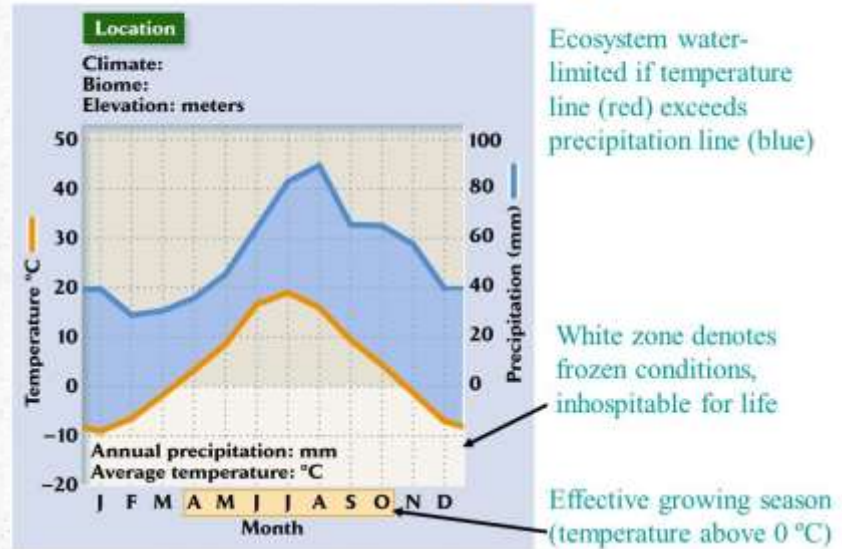 Location
Climate:
Biome:
Elevation: meters
50
40
30
20
10
0
−10
−20
Temperature °C
100
80
60
40
20
0
Precipitation (mm)
Annual precipitation: mm
Average temperature: °C
J F M A M J J A S O N D
Month
Ecosystem water-
limited if temperature
line (red) exceeds
precipitation line (blue)
White zone denotes
frozen conditions,
inhospitable for life
Effective growing season
(temperature above 0 °C)